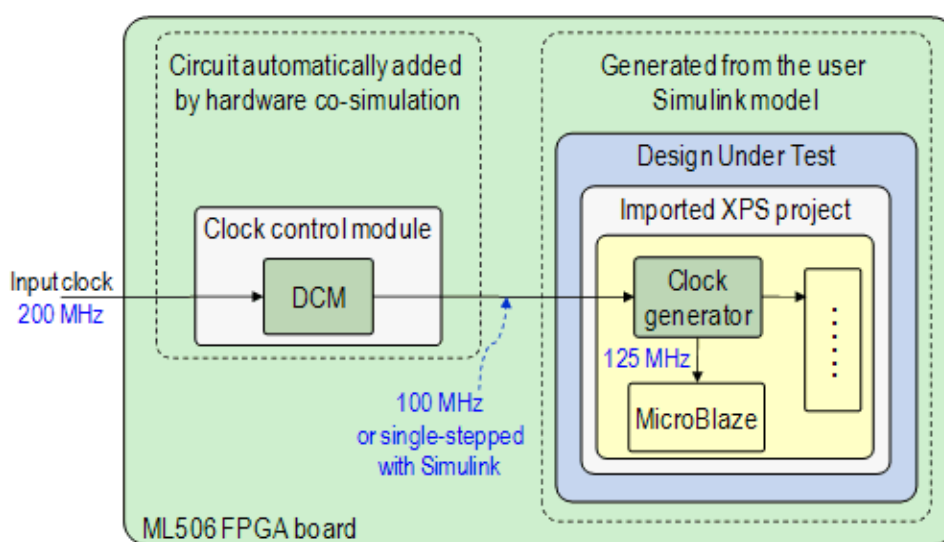 Circuit automatically added
by hardware co-simulation
Generated from the user
Simulink model
Design Under Test
Imported XPS project
Clock control module
Input clock
200 MHz
DCM
Clock
generator
125 MHz
MicroBlaze
100 MHz
or single-stepped
with Simulink
ML506 FPGA board